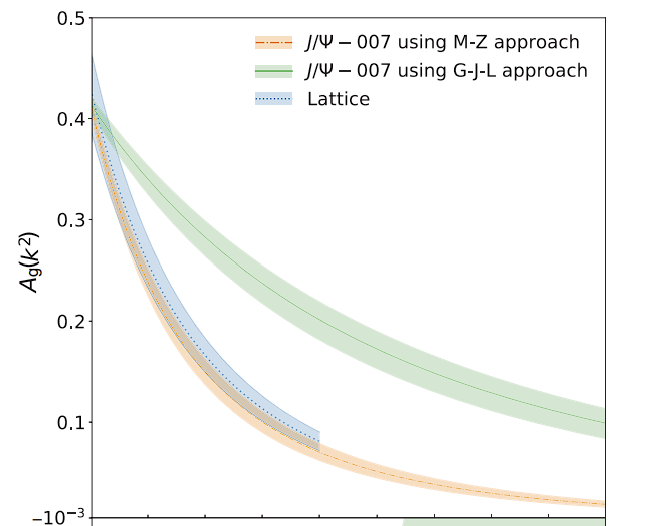 0.5
J/Ψ − 007 using M-Z approach
J/Ψ − 007 using G-J-L approach
Lattice
0.4
0.3
A_g(k²)
0.2
0.1
−10⁻³